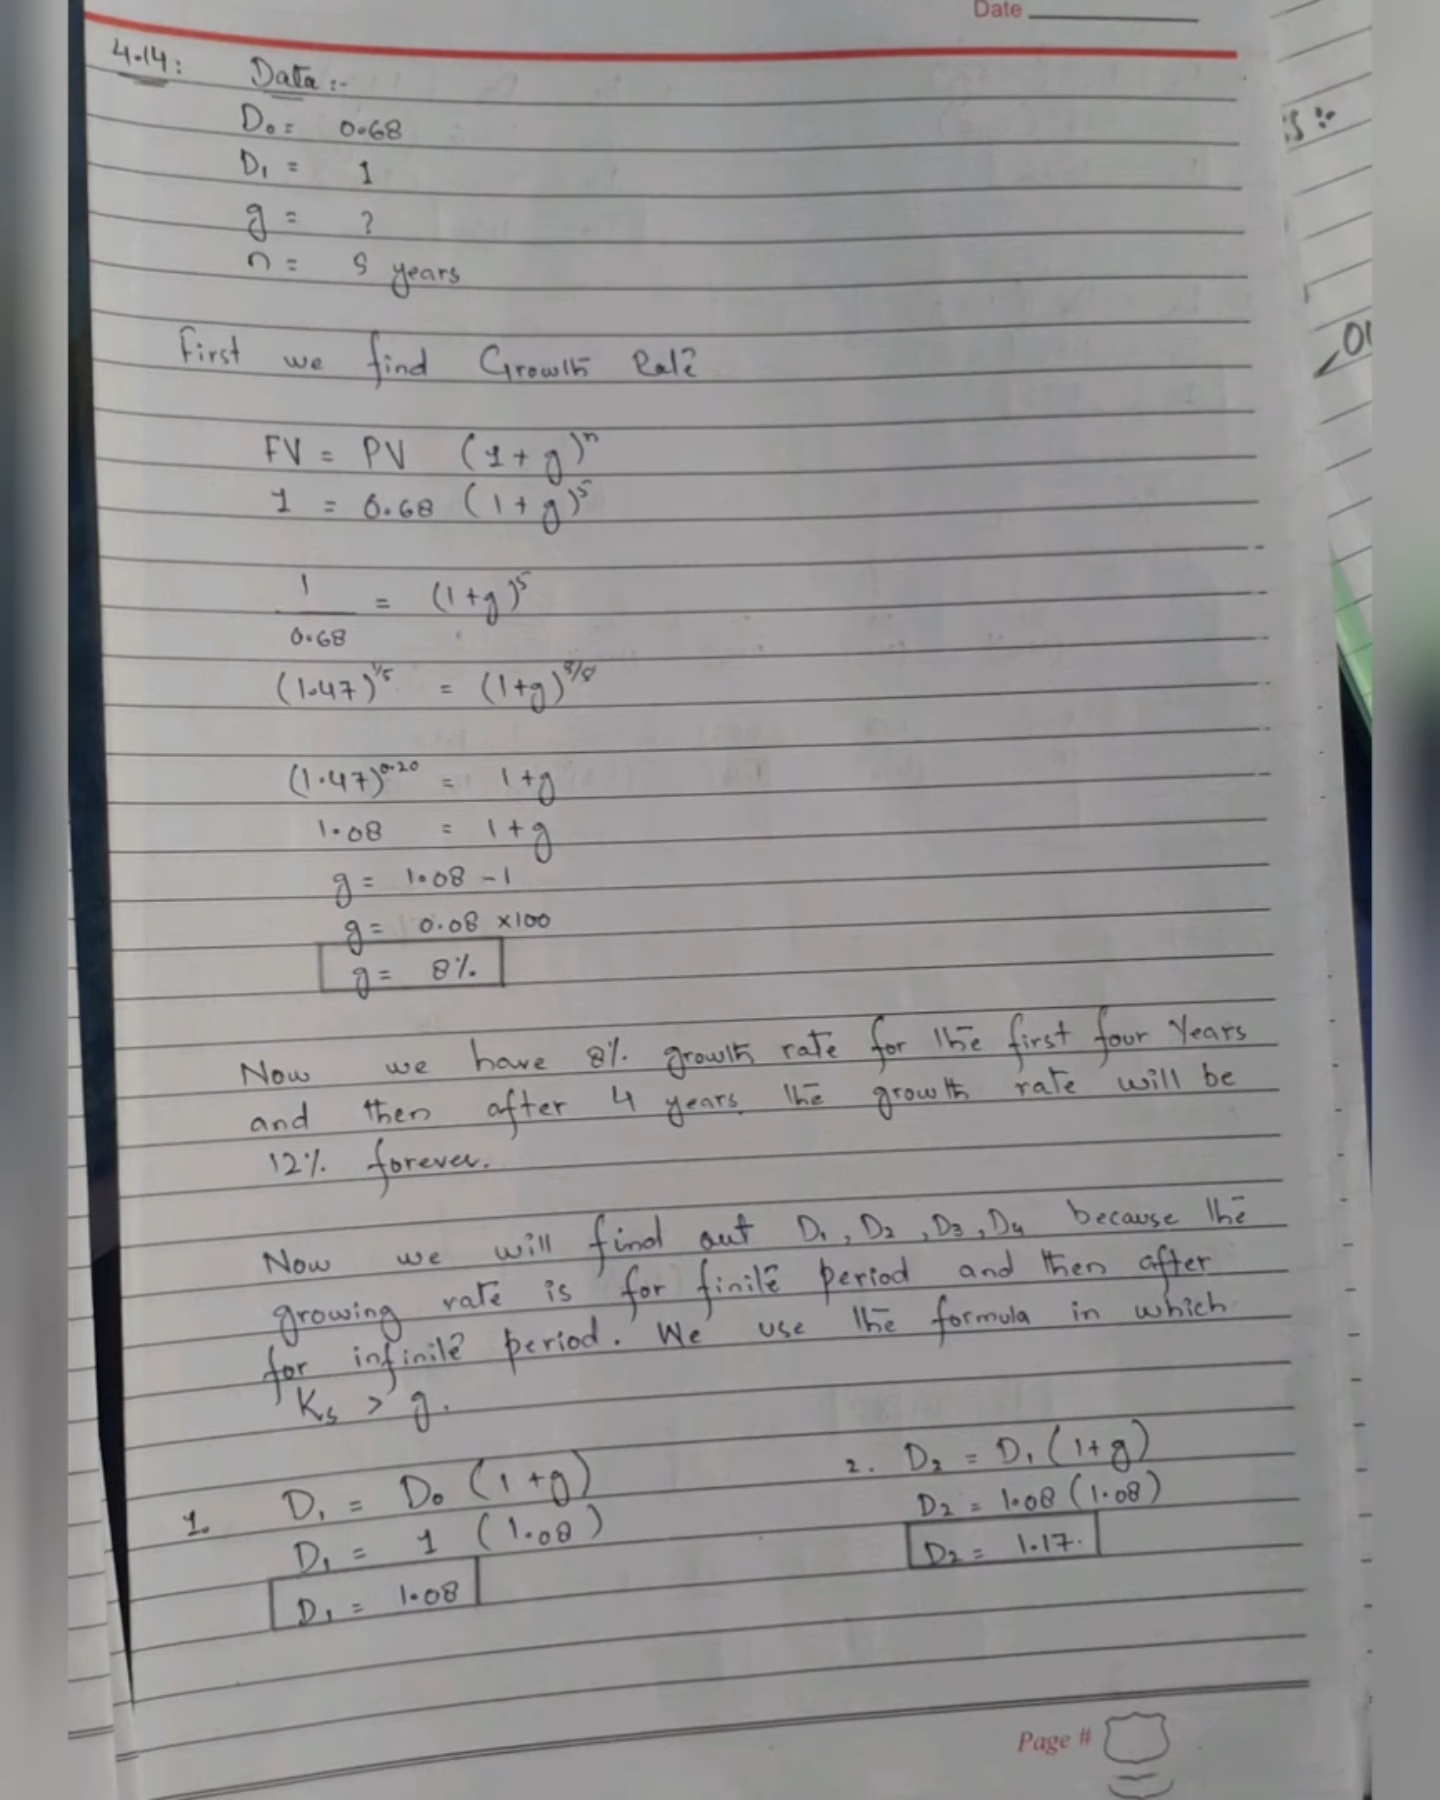 Date
4.14: Data :-
D₀ = 0.68
D₁ = 1
g = ?
n = 5 years
First we find Growth Rate
FV = PV (1+g)ⁿ
1 = 0.68 (1+g)⁵
1/0.68 = (1+g)⁵
(1.47)^1/5 = (1+g)^5/5
(1.47)^0.20 = 1+g
1.08 = 1+g
g = 1.08 - 1
g = 0.08 ×100
g = 8%
Now we have 8% growth rate for the first four Years
and then after 4 years the growth rate will be
12% forever.
Now we will find out D₁, D₂, D₃, D₄ because the
growing rate is for finite period and then after
for infinite period. We use the formula in which
Ks > g.
1. D₁ = D₀ (1+g)
D₁ = 1 (1.08)
D₁ = 1.08
2. D₂ = D₁ (1+g)
D₂ = 1.08 (1.08)
D₂ = 1.17.
Page #